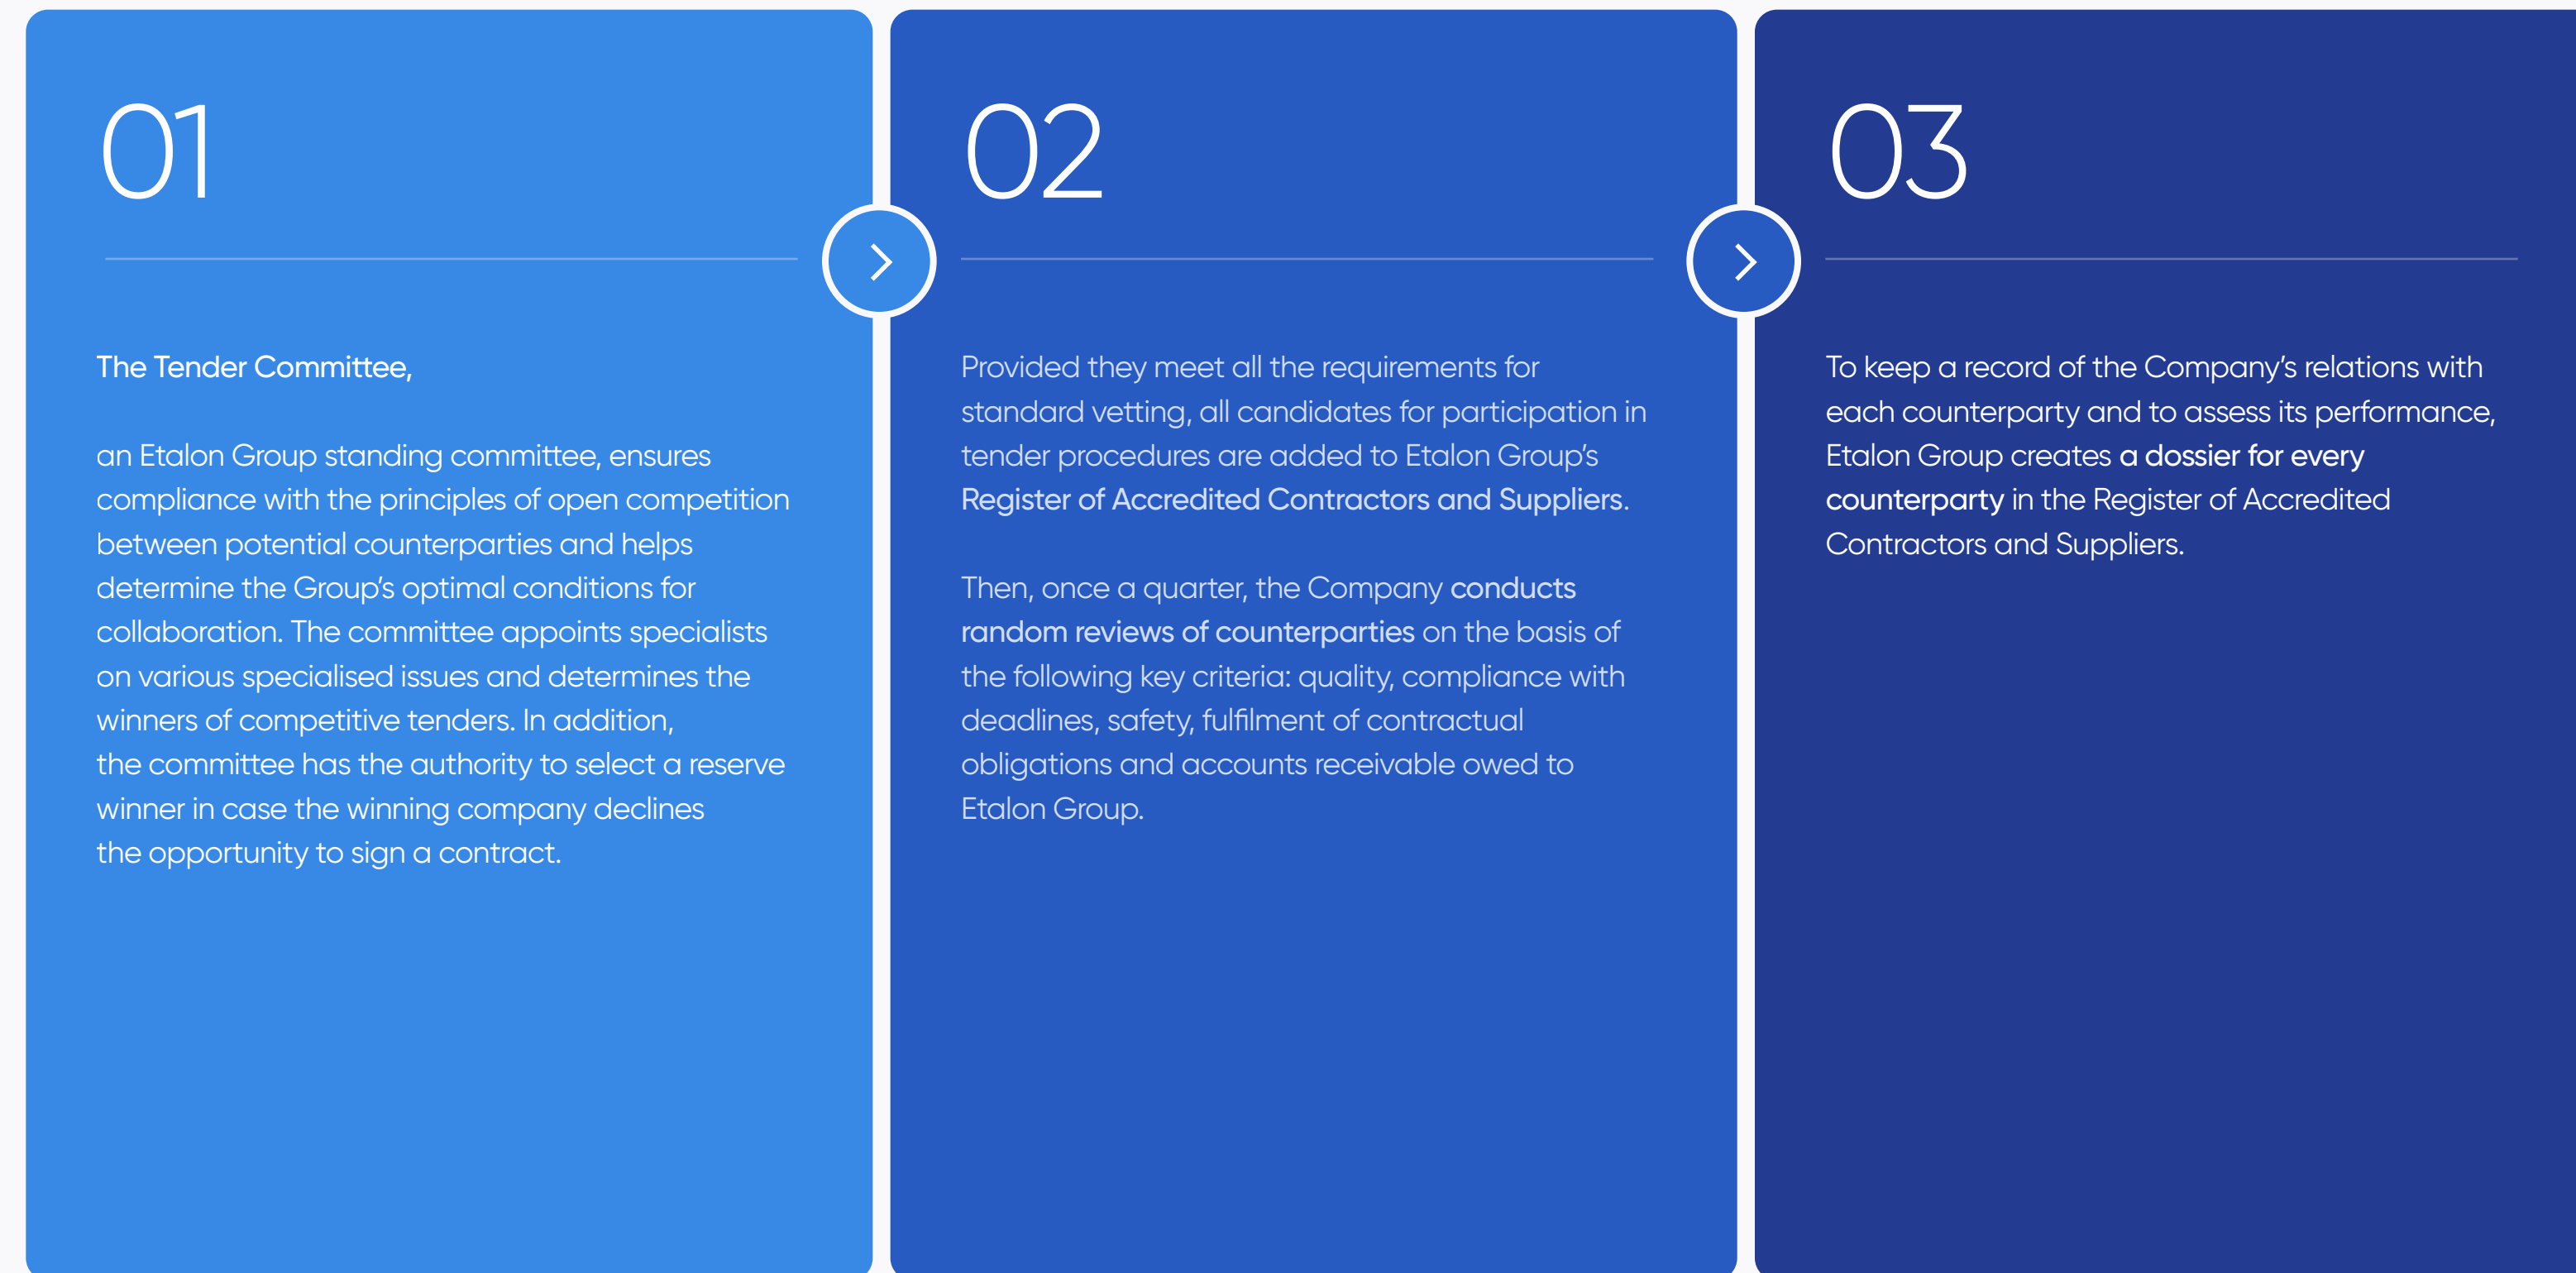 01
The Tender Committee,
an Etalon Group standing committee, ensures
compliance with the principles of open competition
between potential counterparties and helps
determine the Group’s optimal conditions for
collaboration. The committee appoints specialists
on various specialised issues and determines the
winners of competitive tenders. In addition,
the committee has the authority to select a reserve
winner in case the winning company declines
the opportunity to sign a contract.
02
Provided they meet all the requirements for
standard vetting, all candidates for participation in
tender procedures are added to Etalon Group’s
Register of Accredited Contractors and Suppliers.
Then, once a quarter, the Company conducts
random reviews of counterparties on the basis of
the following key criteria: quality, compliance with
deadlines, safety, fulfilment of contractual
obligations and accounts receivable owed to
Etalon Group.
03
To keep a record of the Company’s relations with
each counterparty and to assess its performance,
Etalon Group creates a dossier for every
counterparty in the Register of Accredited
Contractors and Suppliers.